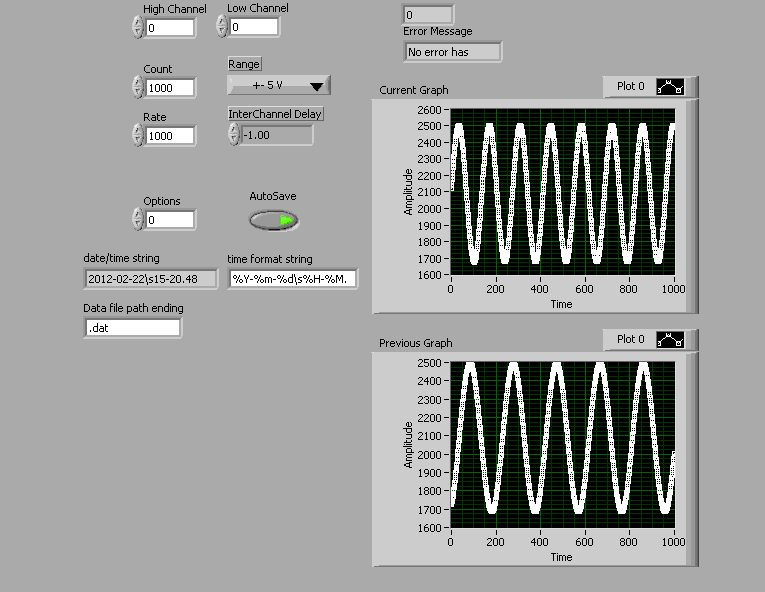 High Channel
0
Low Channel
0
0
Error Message
No error has
Count
1000
Range
+- 5 V
Rate
1000
InterChannel Delay
-1.00
Options
0
AutoSave
date/time string
2012-02-22\s15-20.48
time format string
%Y-%m-%d\s%H-%M.
Data file path ending
.dat
Current Graph
Plot 0
Amplitude
2600
2500
2400
2300
2200
2100
2000
1900
1800
1700
1600
0 200 400 600 800 1000
Time
Previous Graph
Plot 0
Amplitude
2500
2400
2300
2200
2100
2000
1900
1800
1700
1600
0 200 400 600 800 1000
Time